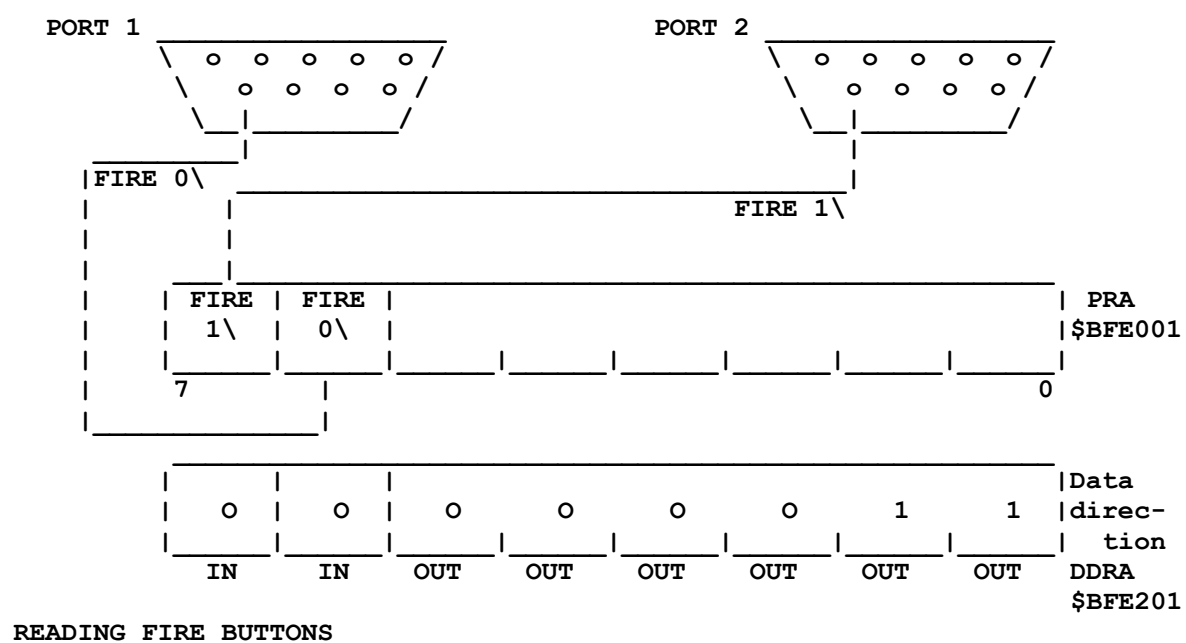 PORT 1 PORT 2
FIRE 0\
FIRE 1\
FIRE FIRE PRA
1\ 0\ $BFE001
7 0
Data
O O O O O O 1 1 direc-
tion
IN IN OUT OUT OUT OUT OUT OUT DDRA
$BFE201
READING FIRE BUTTONS